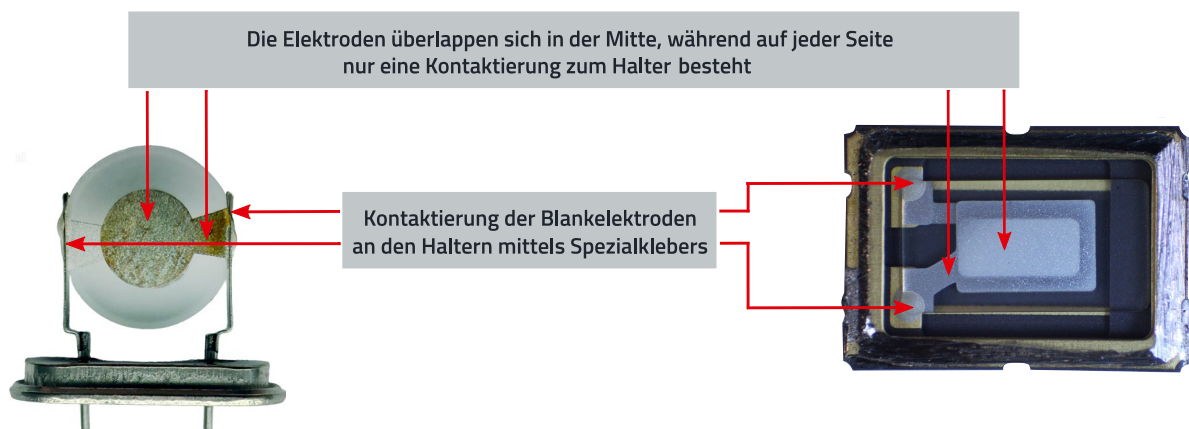 Die Elektroden überlappen sich in der Mitte, während auf jeder Seite
nur eine Kontaktierung zum Halter besteht
Kontaktierung der Blankelektroden
an den Haltern mittels Spezialklebers